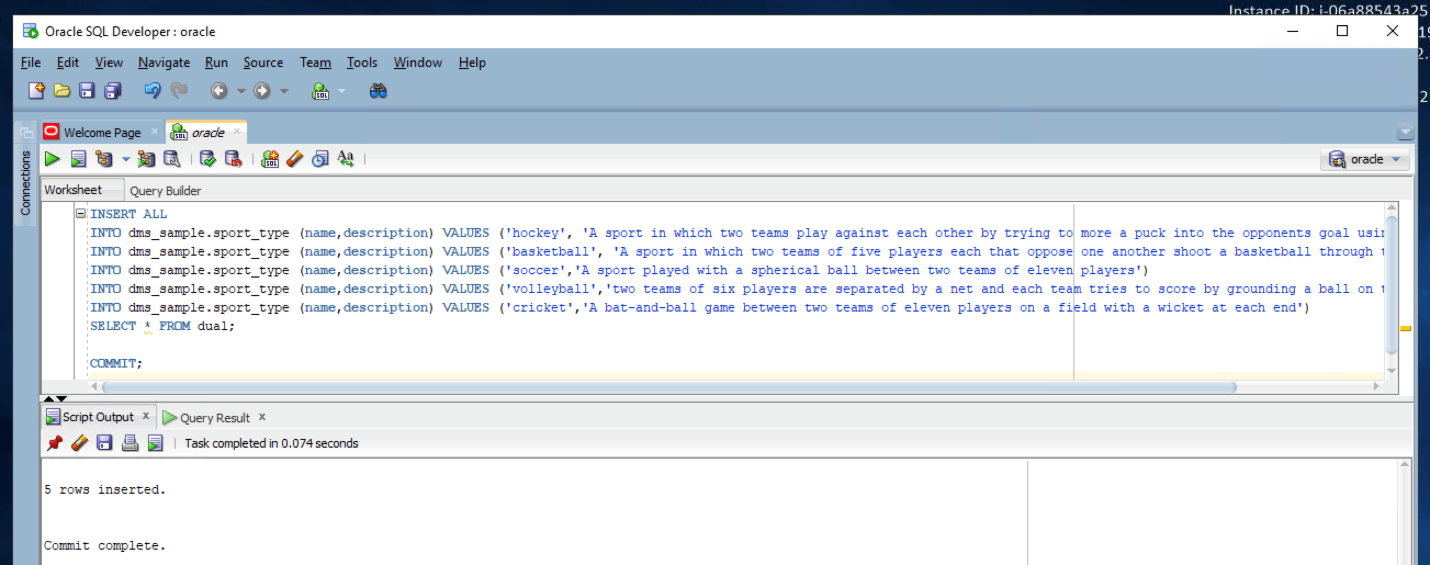 Instance ID: i-06a88543a25
Oracle SQL Developer : oracle
File Edit View Navigate Run Source Team Tools Window Help
Welcome Page oracle
oracle
Connections
Worksheet Query Builder
INSERT ALL
INTO dms_sample.sport_type (name,description) VALUES ('hockey', 'A sport in which two teams play against each other by trying to more a puck into the opponents goal usin
INTO dms_sample.sport_type (name,description) VALUES ('basketball', 'A sport in which two teams of five players each that oppose one another shoot a basketball through t
INTO dms_sample.sport_type (name,description) VALUES ('soccer','A sport played with a spherical ball between two teams of eleven players')
INTO dms_sample.sport_type (name,description) VALUES ('volleyball','two teams of six players are separated by a net and each team tries to score by grounding a ball on t
INTO dms_sample.sport_type (name,description) VALUES ('cricket','A bat-and-ball game between two teams of eleven players on a field with a wicket at each end')
SELECT * FROM dual;
COMMIT;
Script Output x Query Result x
Task completed in 0.074 seconds
5 rows inserted.
Commit complete.